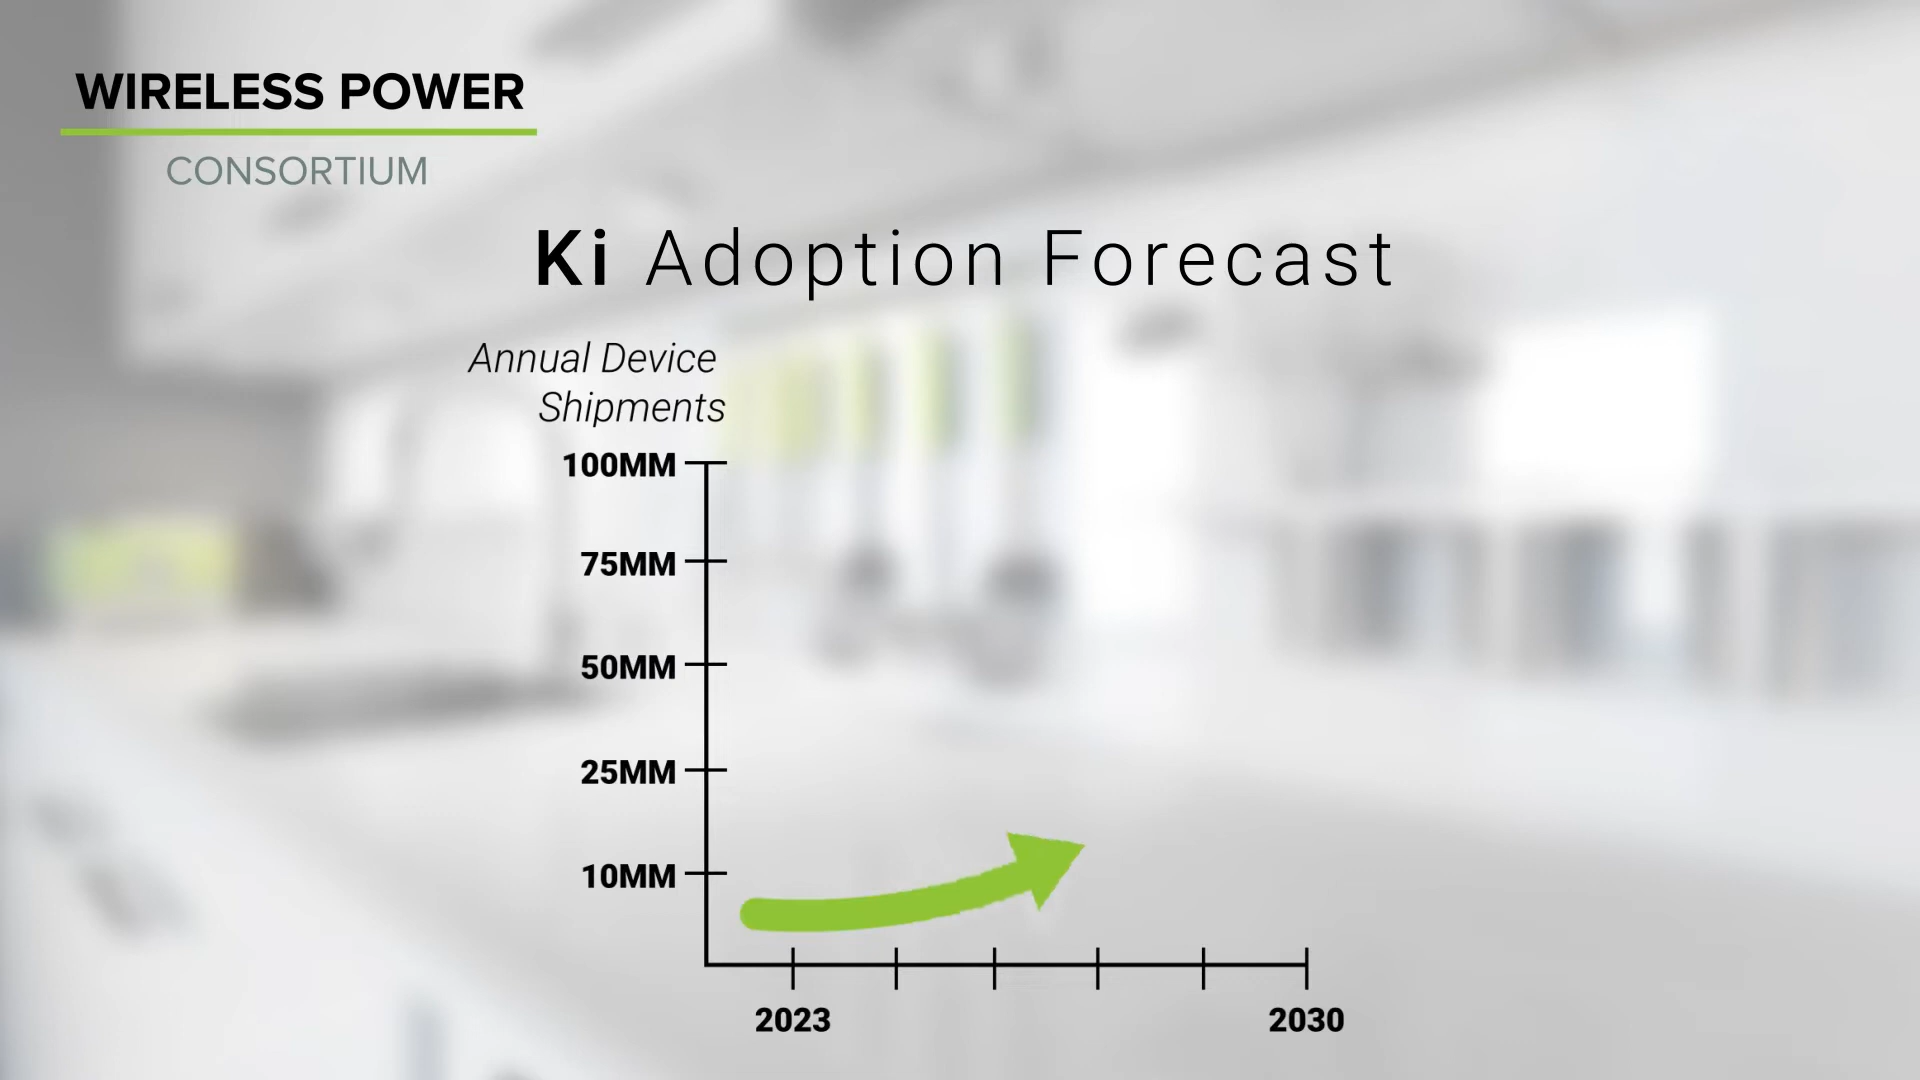 WIRELESS POWER
CONSORTIUM
Ki Adoption Forecast
Annual Device
Shipments
100MM
75MM
50MM
25MM
10MM
2023
2030